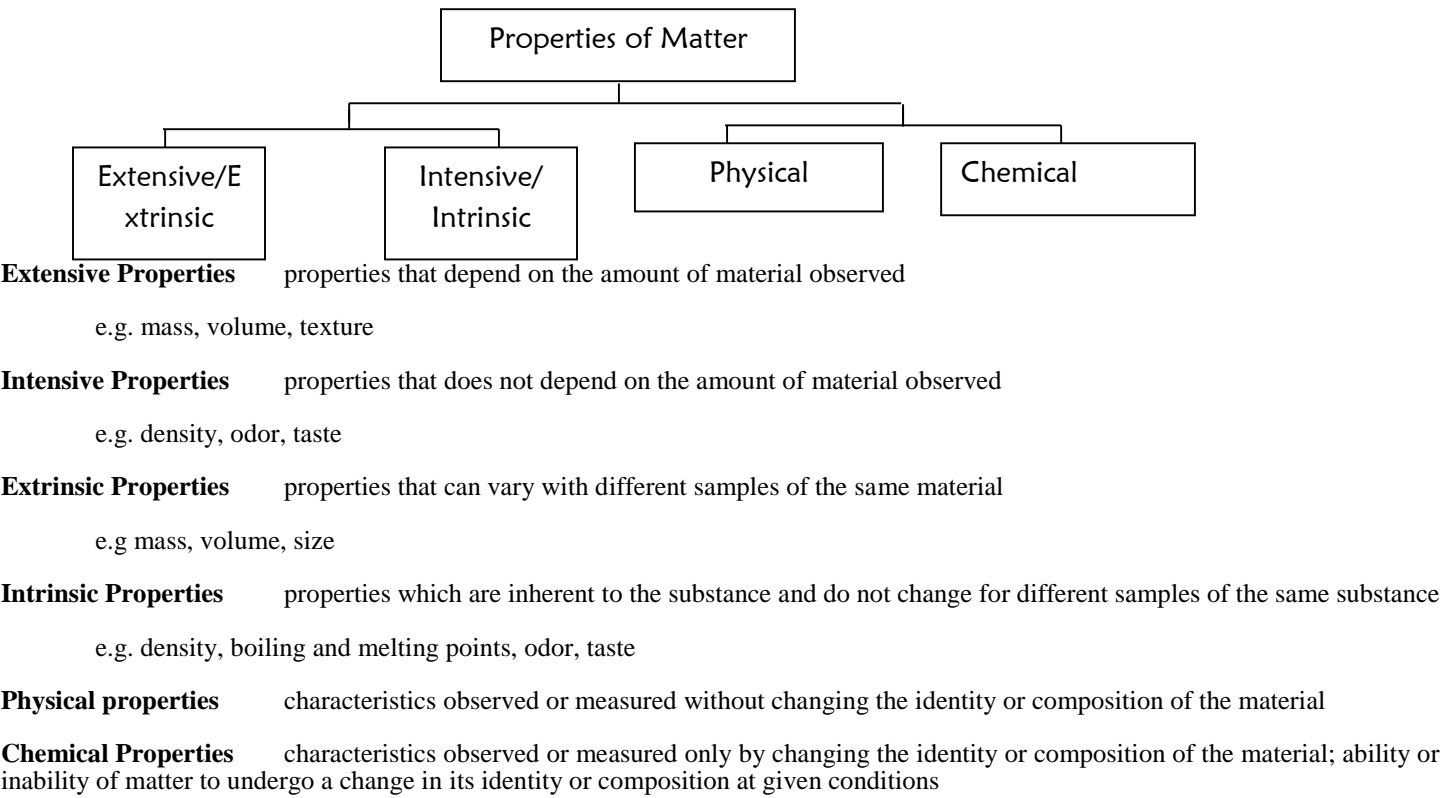 Properties of Matter
Extensive/E
xtrinsic
Intensive/
Intrinsic
Physical
Chemical
Extensive Properties properties that depend on the amount of material observed
e.g. mass, volume, texture
Intensive Properties properties that does not depend on the amount of material observed
e.g. density, odor, taste
Extrinsic Properties properties that can vary with different samples of the same material
e.g mass, volume, size
Intrinsic Properties properties which are inherent to the substance and do not change for different samples of the same substance
e.g. density, boiling and melting points, odor, taste
Physical properties characteristics observed or measured without changing the identity or composition of the material
Chemical Properties characteristics observed or measured only by changing the identity or composition of the material; ability or
inability of matter to undergo a change in its identity or composition at given conditions